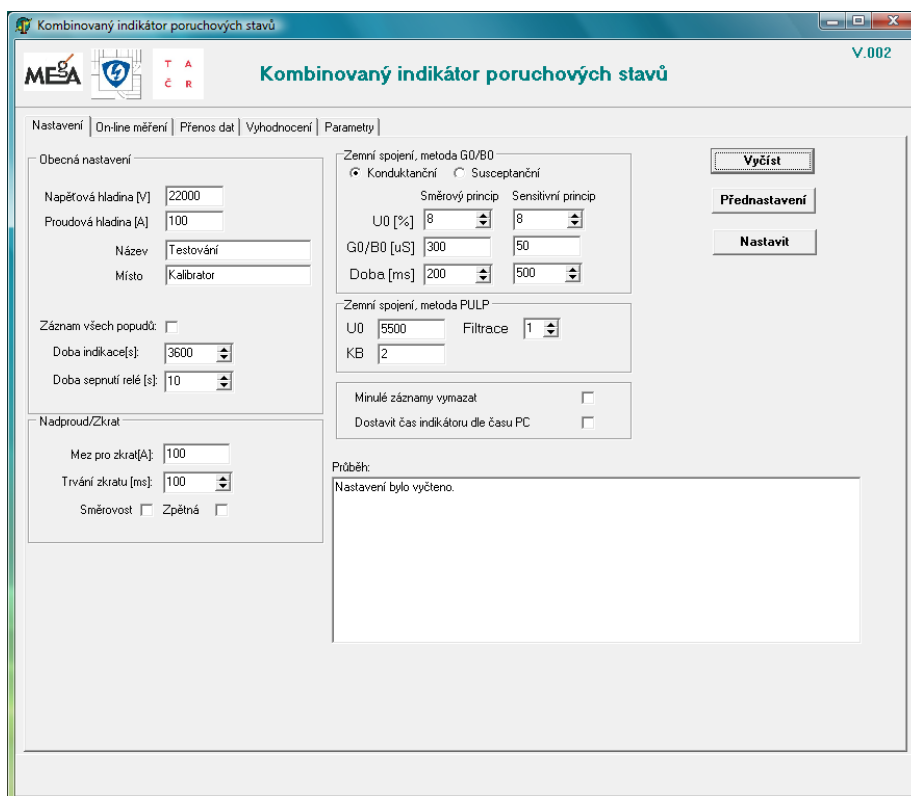 Kombinovaný indikátor poruchových stavů
MEgA
T A
Č R
Kombinovaný indikátor poruchových stavů
V.002
Nastavení
On-line měření
Přenos dat
Vyhodnocení
Parametry
Obecná nastavení
Napěťová hladina [V] 22000
Proudová hladina [A] 100
Název Testování
Místo Kalibrator
Záznam všech popudů:
Doba indikace[s]: 3600
Doba sepnutí relé [s]: 10
Nadproud/Zkrat
Mez pro zkrat[A]: 100
Trvání zkratu [ms]: 100
Směrovost Zpětná
Zemní spojení, metoda G0/B0
Konduktanční Susceptanční
Směrový princip Sensitivní princip
U0 [%] 8 8
G0/B0 [uS] 300 50
Doba [ms] 200 500
Zemní spojení, metoda PULP
U0 5500 Filtrace 1
KB 2
Minulé záznamy vymazat
Dostavit čas indikátoru dle času PC
Průběh:
Nastavení bylo vyčteno.
Vyčíst
Přednastavení
Nastavit